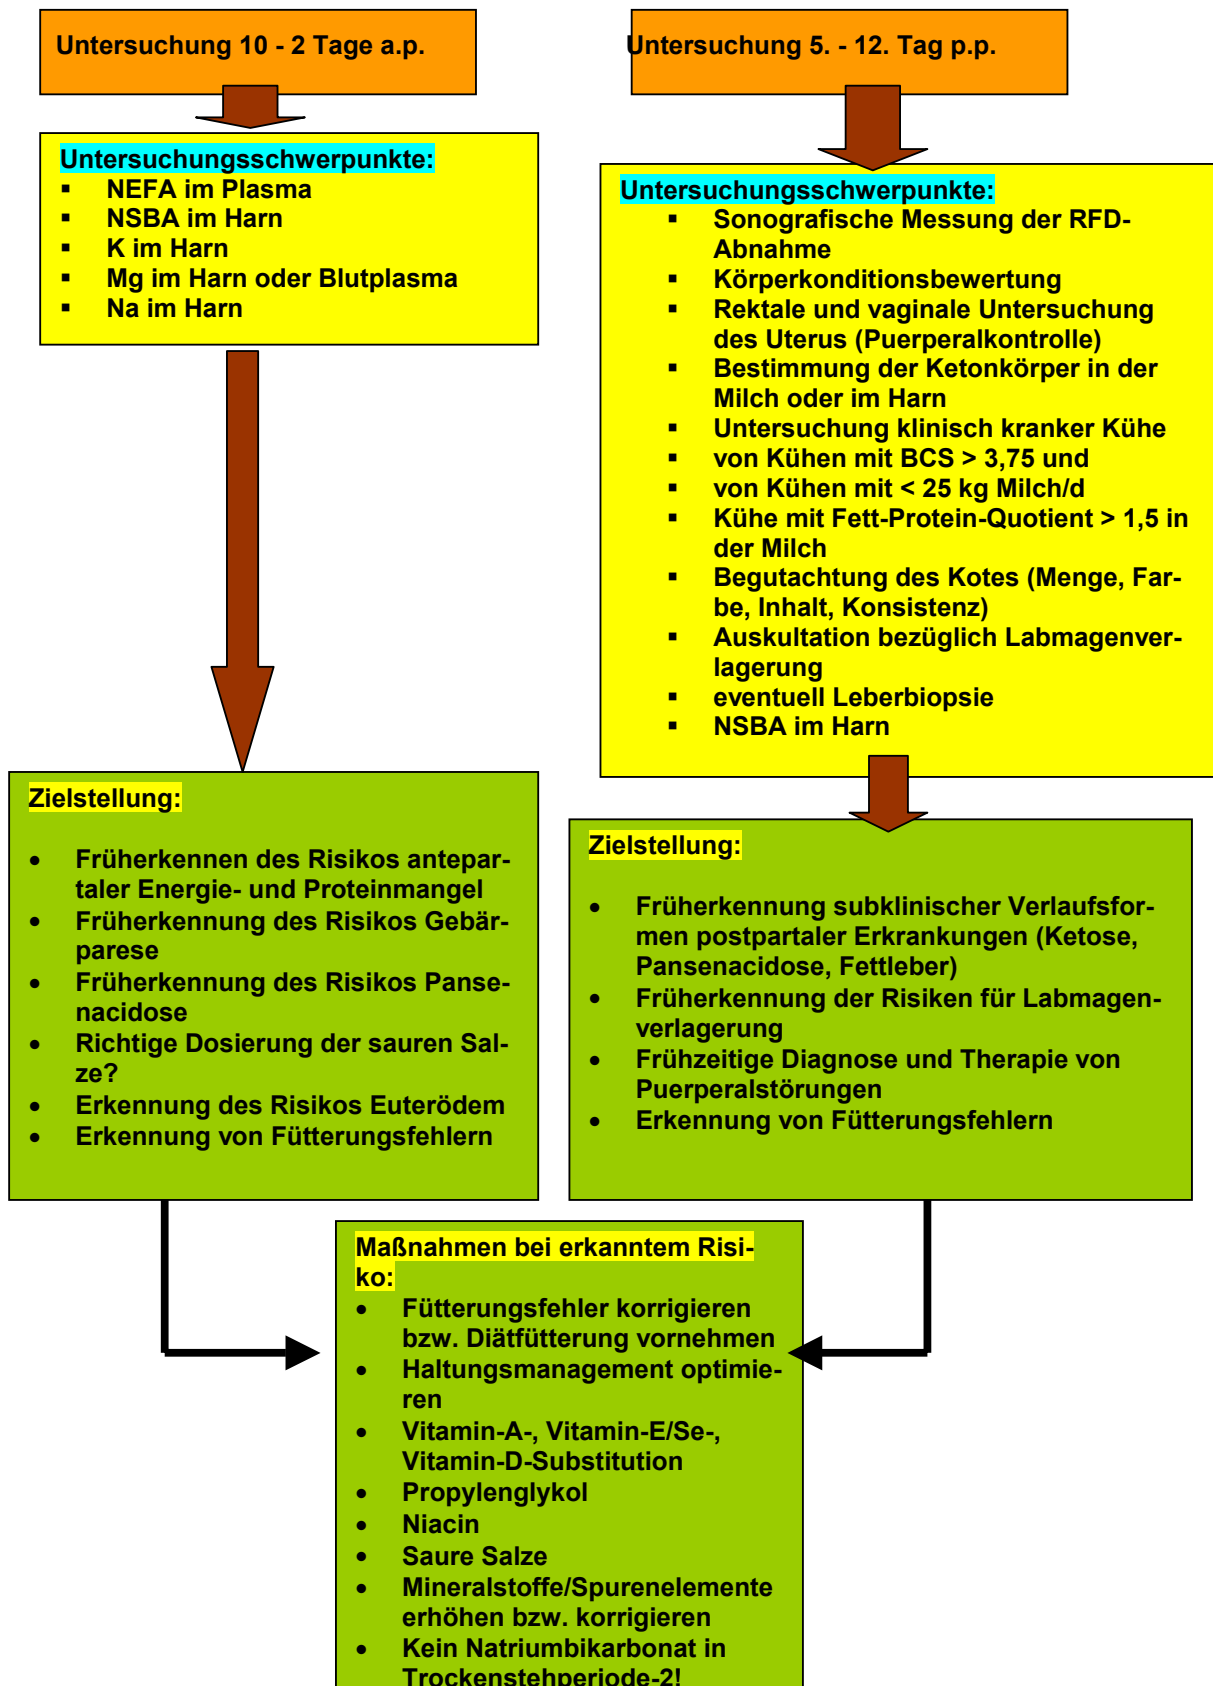 Untersuchung 10 - 2 Tage a.p.
Untersuchungsschwerpunkte:
▪ NEFA im Plasma
▪ NSBA im Harn
▪ K im Harn
▪ Mg im Harn oder Blutplasma
▪ Na im Harn
Zielstellung:
• Früherkennen des Risikos antepar-
taler Energie- und Proteinmangel
• Früherkennung des Risikos Gebär-
parese
• Früherkennung des Risikos Panse-
nacidose
• Richtige Dosierung der sauren Sal-
ze?
• Erkennung des Risikos Euterödem
• Erkennung von Fütterungsfehlern
Untersuchung 5. - 12. Tag p.p.
Untersuchungsschwerpunkte:
▪ Sonografische Messung der RFD-
Abnahme
▪ Körperkonditionsbewertung
▪ Rektale und vaginale Untersuchung
des Uterus (Puerperalkontrolle)
▪ Bestimmung der Ketonkörper in der
Milch oder im Harn
▪ Untersuchung klinisch kranker Kühe
▪ von Kühen mit BCS > 3,75 und
▪ von Kühen mit < 25 kg Milch/d
▪ Kühe mit Fett-Protein-Quotient > 1,5 in
der Milch
▪ Begutachtung des Kotes (Menge, Far-
be, Inhalt, Konsistenz)
▪ Auskultation bezüglich Labmagenver-
lagerung
▪ eventuell Leberbiopsie
▪ NSBA im Harn
Zielstellung:
• Früherkennung subklinischer Verlaufsfor-
men postpartaler Erkrankungen (Ketose,
Pansenacidose, Fettleber)
• Früherkennung der Risiken für Labmagen-
verlagerung
• Frühzeitige Diagnose und Therapie von
Puerperalstörungen
• Erkennung von Fütterungsfehlern
Maßnahmen bei erkanntem Risi-
ko:
• Fütterungsfehler korrigieren
bzw. Diätfütterung vornehmen
• Haltungsmanagement optimie-
ren
• Vitamin-A-, Vitamin-E/Se-,
Vitamin-D-Substitution
• Propylenglykol
• Niacin
• Saure Salze
• Mineralstoffe/Spurenelemente
erhöhen bzw. korrigieren
• Kein Natriumbikarbonat in
Trockenstehperiode-2!